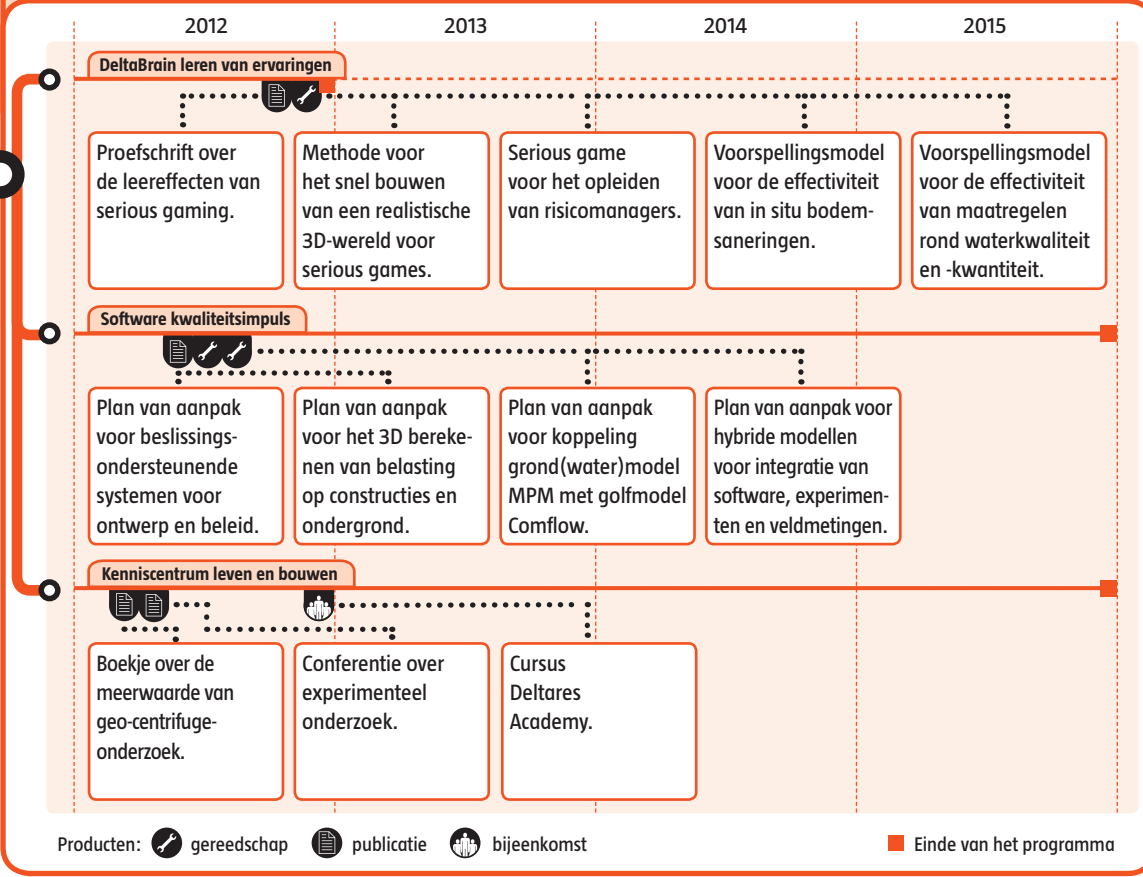 2012 2013 2014 2015
DeltaBrain leren van ervaringen
Proefschrift over
de leereffecten van
serious gaming.
Methode voor
het snel bouwen
van een realistische
3D-wereld voor
serious games.
Serious game
voor het opleiden
van risicomanagers.
Voorspellingsmodel
voor de effectiviteit
van in situ bodem-
saneringen.
Voorspellingsmodel
voor de effectiviteit
van maatregelen
rond waterkwaliteit
en -kwantiteit.
Software kwaliteitsimpuls
Plan van aanpak
voor beslissings-
ondersteunende
systemen voor
ontwerp en beleid.
Plan van aanpak
voor het 3D bereke-
nen van belasting
op constructies en
ondergrond.
Plan van aanpak
voor koppeling
grond(water)model
MPM met golfmodel
Comflow.
Plan van aanpak voor
hybride modellen
voor integratie van
software, experimen-
ten en veldmetingen.
Kenniscentrum leven en bouwen
Boekje over de
meerwaarde van
geo-centrifuge-
onderzoek.
Conferentie over
experimenteel
onderzoek.
Cursus
Deltares
Academy.
Producten: gereedschap publicatie bijeenkomst Einde van het programma